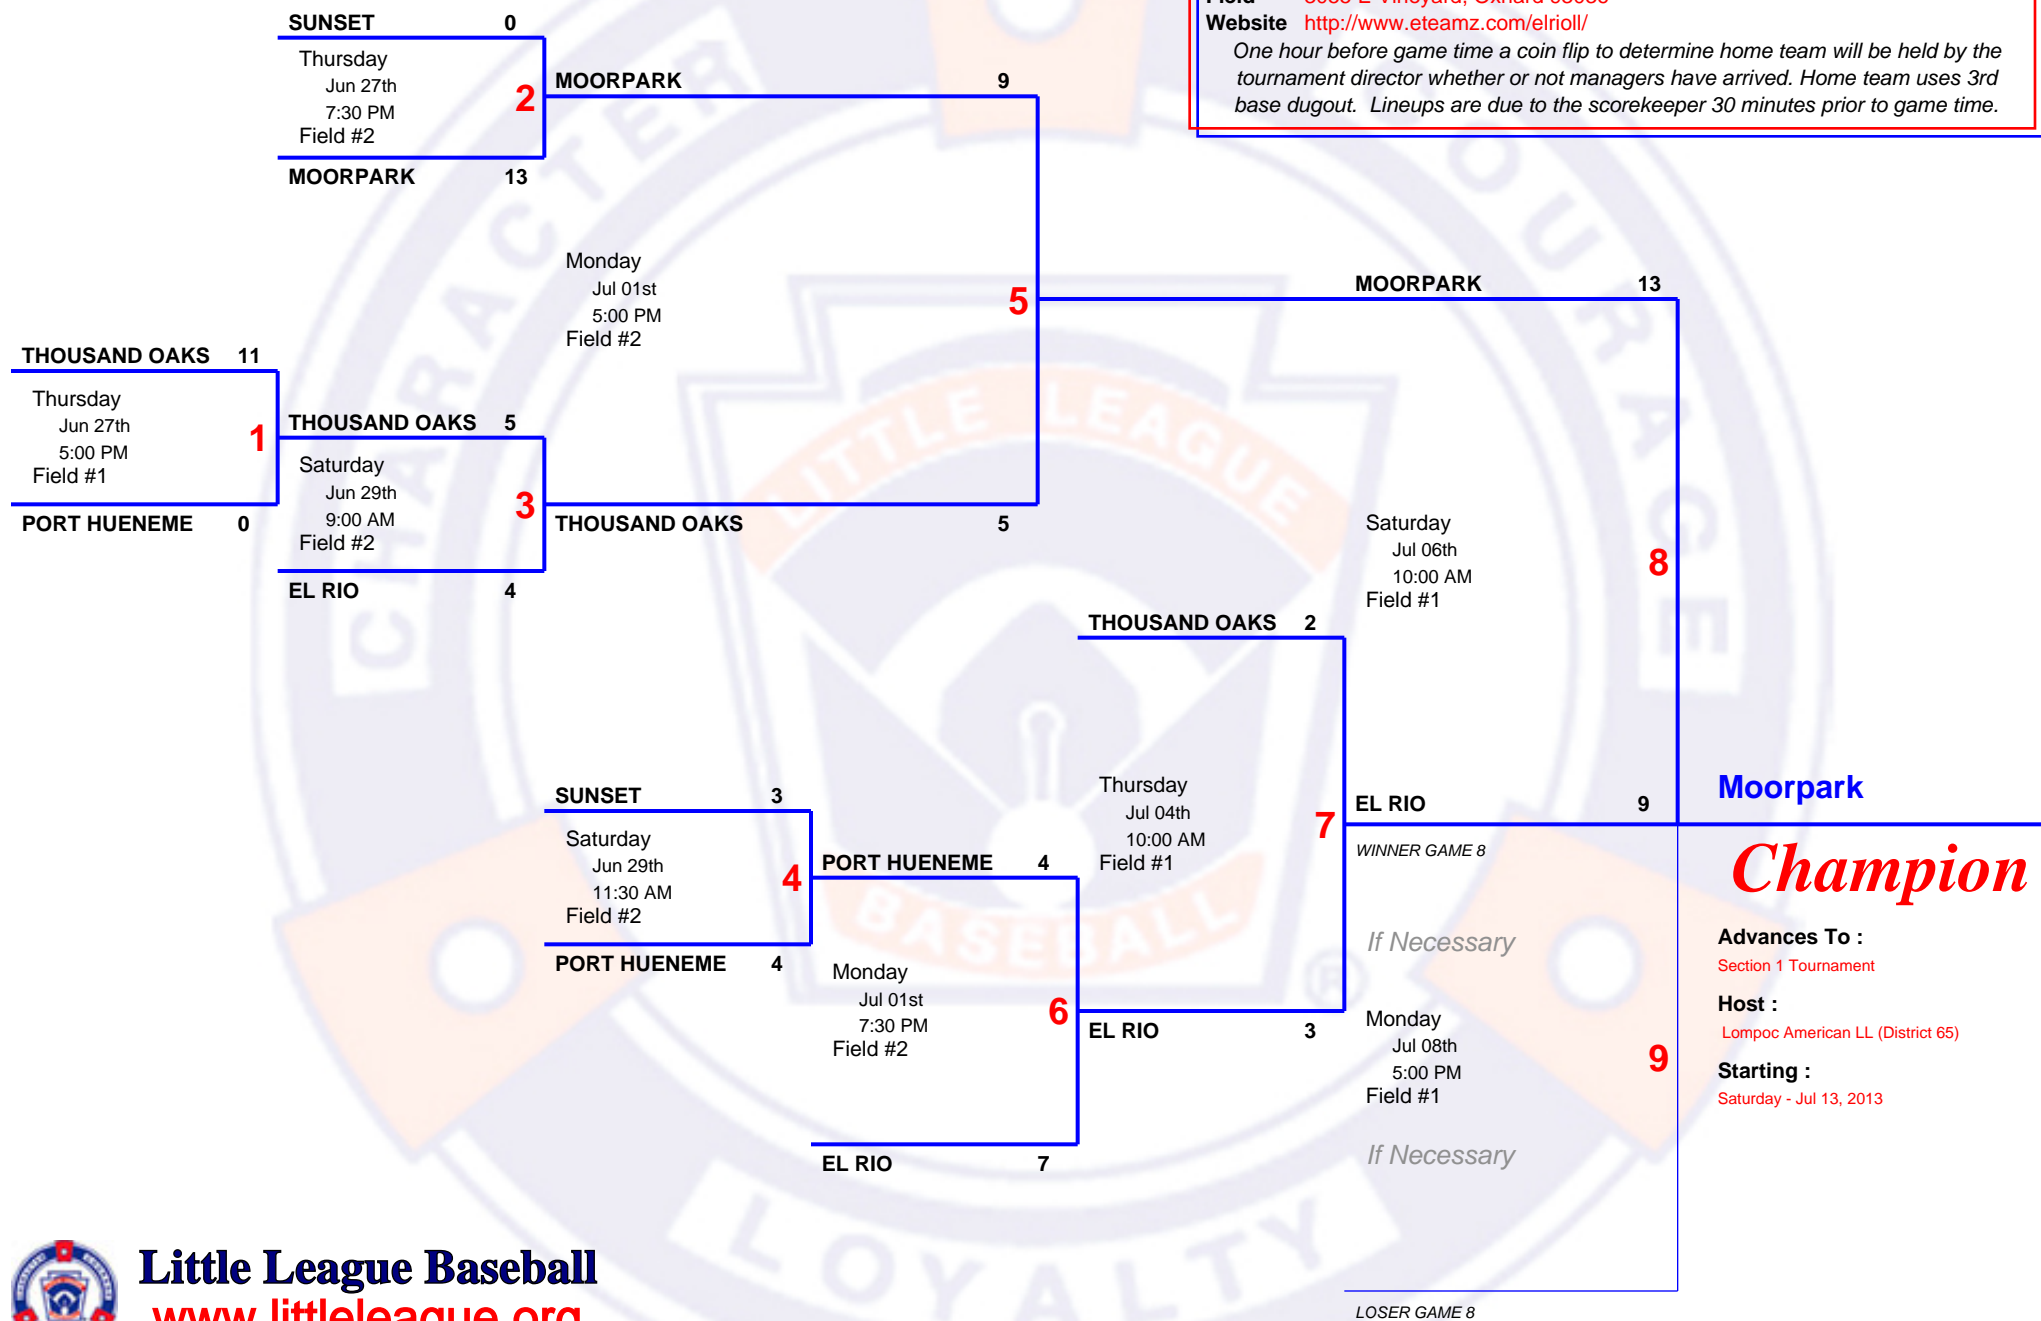 Website http://www.eteamz.com/elrioll/
One hour before game time a coin flip to determine home team will be held by the
tournament director whether or not managers have arrived. Home team uses 3rd
base dugout. Lineups are due to the scorekeeper 30 minutes prior to game time.
SUNSET 0
Thursday
Jun 27th
7:30 PM
Field #2
2
MOORPARK 13
MOORPARK 9
Monday
Jul 01st
5:00 PM
Field #2
5
THOUSAND OAKS 11
Thursday
Jun 27th
5:00 PM
Field #1
1
PORT HUENEME 0
THOUSAND OAKS 5
Saturday
Jun 29th
9:00 AM
Field #2
3
EL RIO 4
THOUSAND OAKS 5
MOORPARK 13
Saturday
Jul 06th
10:00 AM
Field #1
8
THOUSAND OAKS 2
Thursday
Jul 04th
10:00 AM
Field #1
7
SUNSET 3
Saturday
Jun 29th
11:30 AM
Field #2
4
PORT HUENEME 4
PORT HUENEME 4
Monday
Jul 01st
7:30 PM
Field #2
6
EL RIO 7
EL RIO 3
EL RIO 9
WINNER GAME 8
If Necessary
Monday
Jul 08th
5:00 PM
Field #1
9
If Necessary
LOSER GAME 8
Moorpark
Champion
Advances To :
Section 1 Tournament
Host :
Lompoc American LL (District 65)
Starting :
Saturday - Jul 13, 2013
CHARACTER
COURAGE
LOYALTY
LITTLE LEAGUE
BASEBALL
®
Little League Baseball
www.littleleague.org